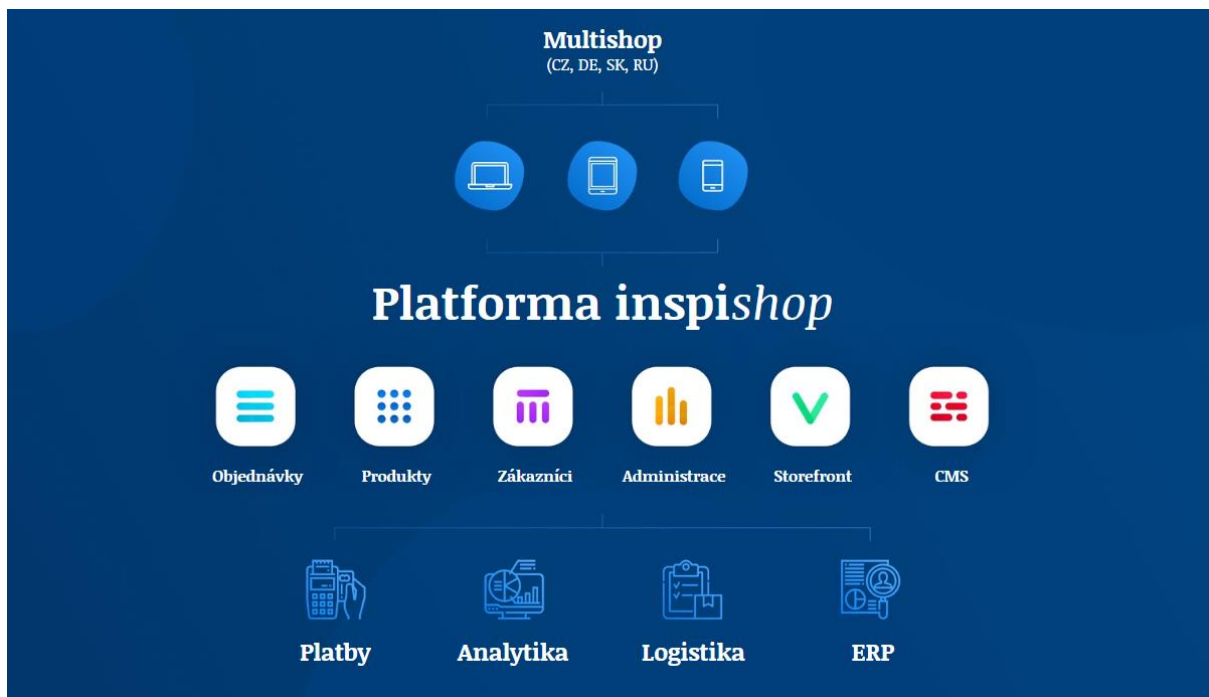 Multishop
(CZ, DE, SK, RU)
Platforma inspishop
Objednávky Produkty Zákazníci Administrace Storefront CMS
Platby Analytika Logistika ERP